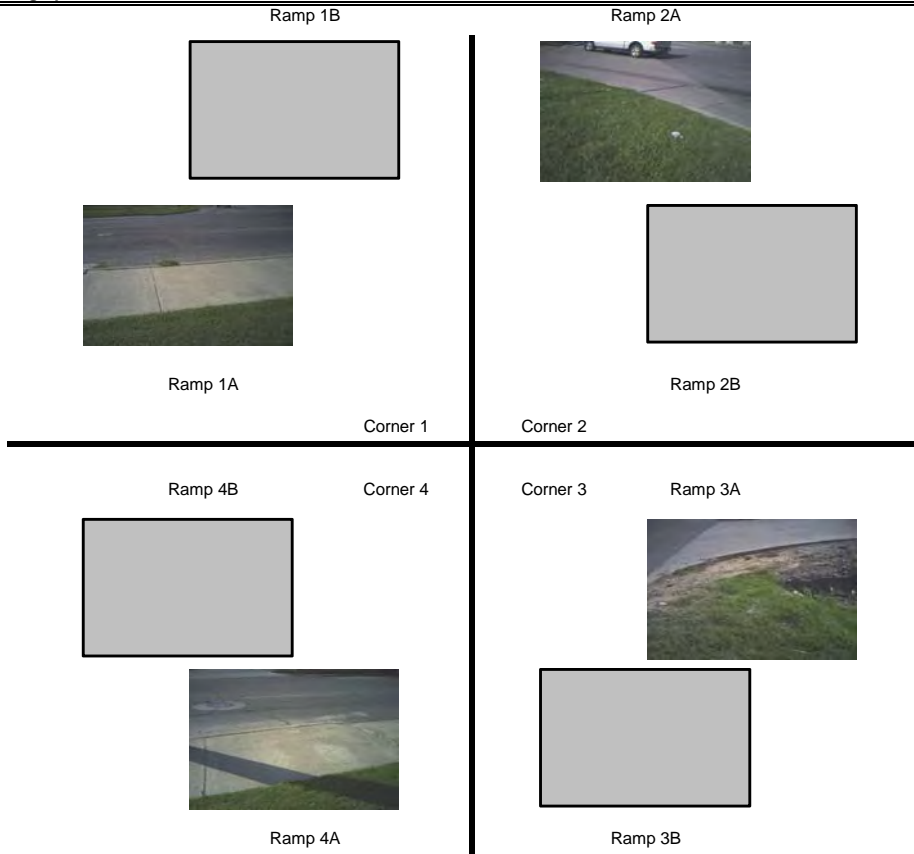 Ramp 1B Ramp 2A
Ramp 1A Ramp 2B
Corner 1 Corner 2
Ramp 4B Corner 4 Corner 3 Ramp 3A
Ramp 4A Ramp 3B